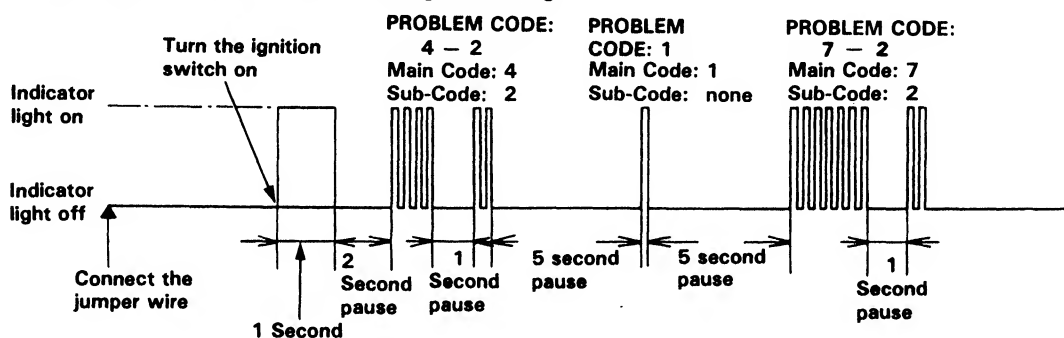 PROBLEM CODE:
4 – 2
Main Code: 4
Sub-Code: 2
PROBLEM
CODE: 1
Main Code: 1
Sub-Code: none
PROBLEM CODE:
7 – 2
Main Code: 7
Sub-Code: 2
Turn the ignition
switch on
Indicator
light on
Indicator
light off
Connect the
jumper wire
1 Second
2
Second
pause
1
Second
pause
5 second
pause
5 second
pause
1
Second
pause